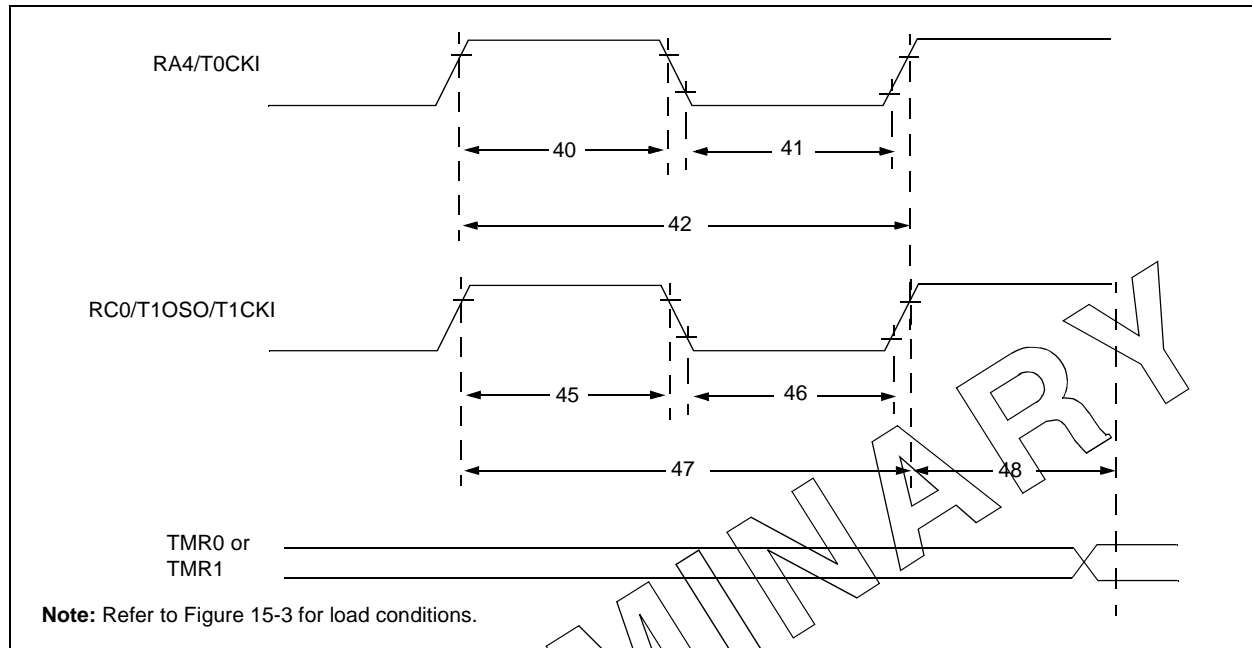 RA4/T0CKI
40
41
42
RC0/T1OSO/T1CKI
45
46
47
48
TMR0 or
TMR1
Note: Refer to Figure 15-3 for load conditions.
MINARY